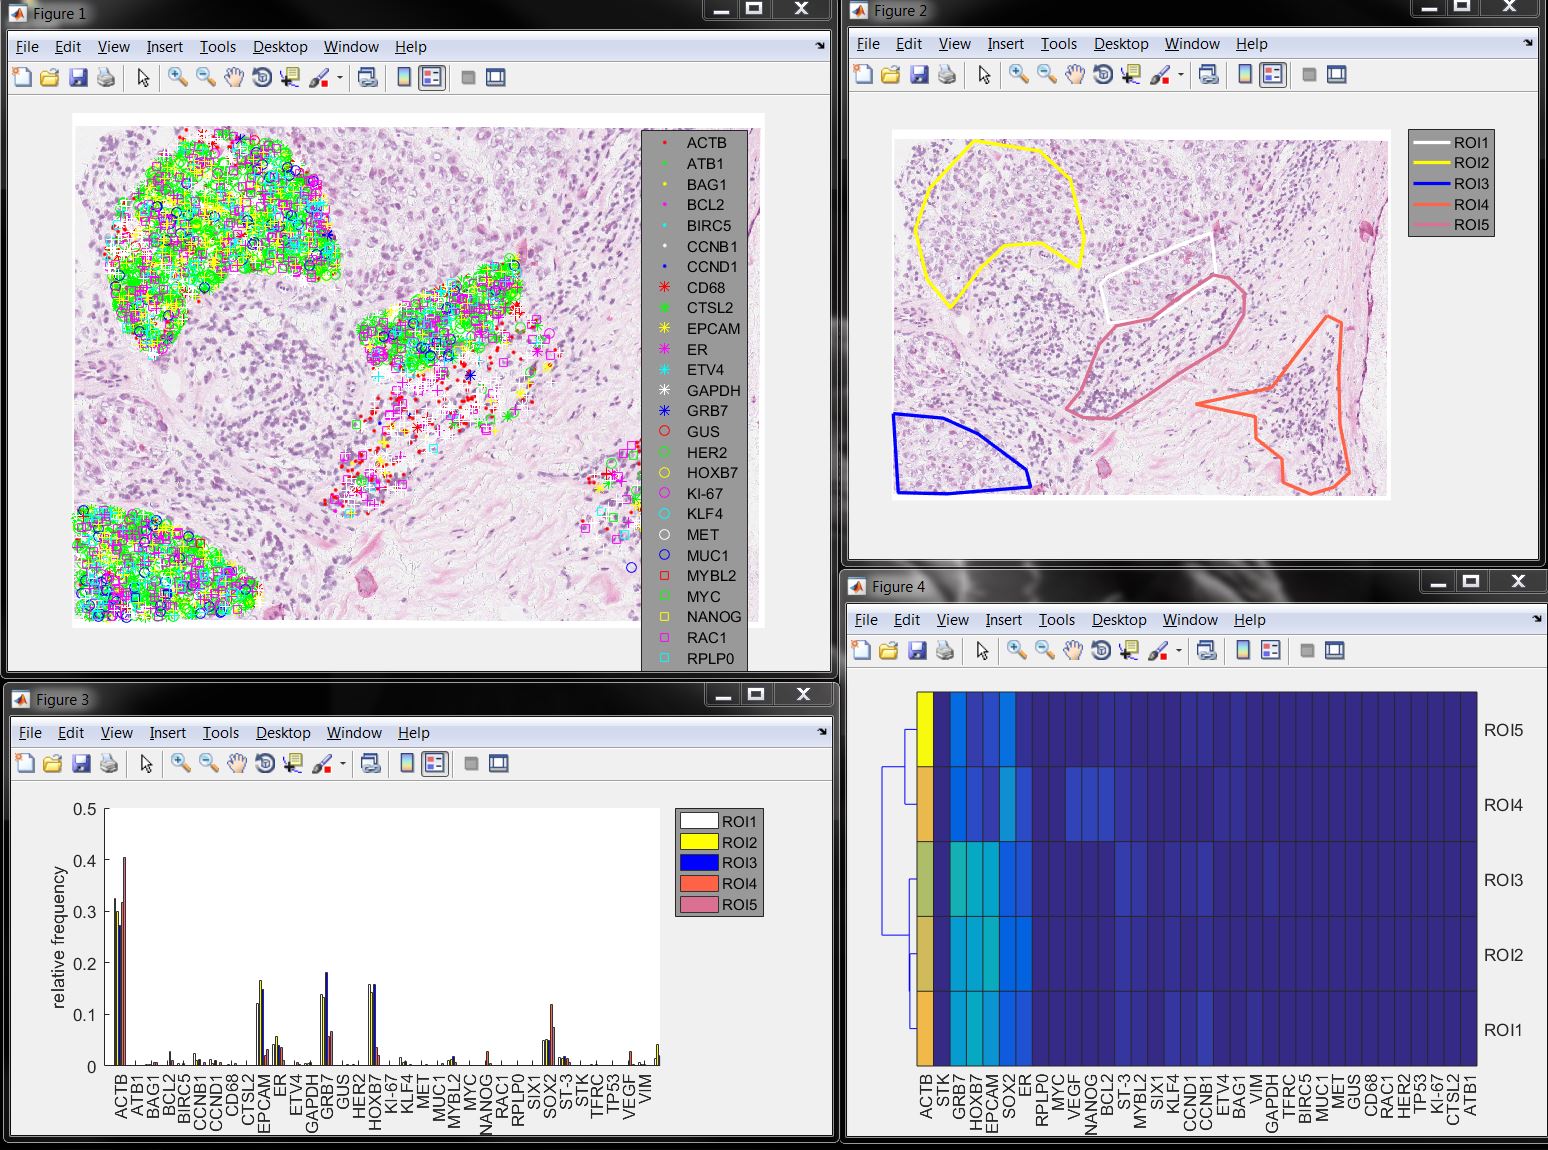 Figure 1
File Edit View Insert Tools Desktop Window Help
ACTB
ATB1
BAG1
BCL2
BIRC5
CCNB1
CCND1
CD68
CTSL2
EPCAM
ER
ETV4
GAPDH
GRB7
GUS
HER2
HOXB7
KI-67
KLF4
MET
MUC1
MYBL2
MYC
NANOG
RAC1
RPLP0
Figure 2
File Edit View Insert Tools Desktop Window Help
ROI1
ROI2
ROI3
ROI4
ROI5
Figure 3
File Edit View Insert Tools Desktop Window Help
relative frequency
0.5
0.4
0.3
0.2
0.1
0
ACTB
ATB1
BAG1
BCL2
BIRC5
CCNB1
CCND1
CD68
CTSL2
EPCAM
ER
ETV4
GAPDH
GRB7
GUS
HER2
HOXB7
KI-67
KLF4
MET
MUC1
MYBL2
MYC
NANOG
RAC1
RPLP0
SIX1
SOX2
ST-3
STK
TFRC
TP53
VEGF
VIM
ROI1
ROI2
ROI3
ROI4
ROI5
Figure 4
File Edit View Insert Tools Desktop Window Help
ROI5
ROI4
ROI3
ROI2
ROI1
ACTB
STK
GRB7
HOXB7
EPCAM
SOX2
ER
RPLP0
MYC
VEGF
NANOG
BCL2
ST-3
MYBL2
SIX1
KLF4
CCND1
CCNB1
ETV4
BAG1
VIM
GAPDH
TFRC
BIRC5
MUC1
MET
GUS
CD68
RAC1
HER2
TP53
KI-67
CTSL2
ATB1